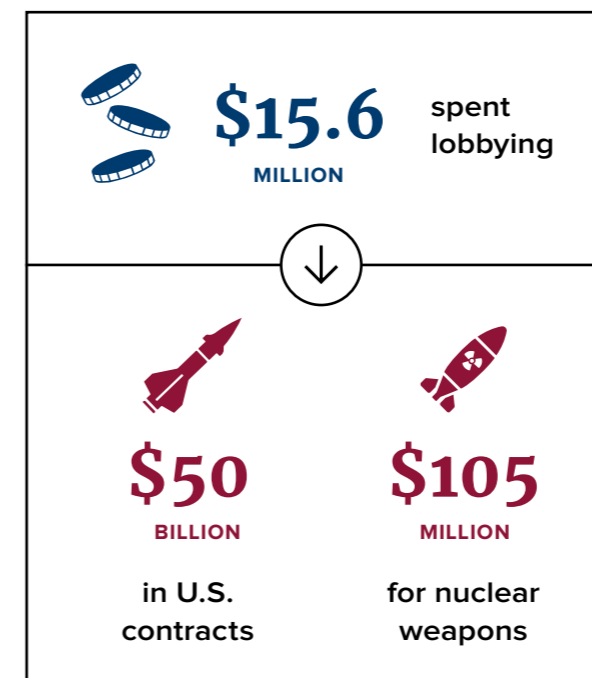 $15.6
MILLION
spent
lobbying
$50
BILLION
in U.S.
contracts
$105
MILLION
for nuclear
weapons